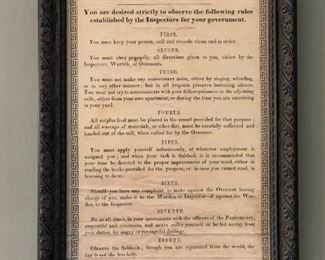 You are desired strictly to observe the following rules
established by the Inspectors for your government.
FIRST.
You must keep your person, cell and utensils clean and in order.
SECOND.
You must obey promptly, all directions given to you, either by the
Inspectors, Warden, or Overseers.
THIRD.
You must not make any unnecessary noise, either by singing, whistling,
or in any other manner; but in all respects preserve becoming silence.
You must not try to communicate with your fellow-prisoners in the adjoining
cells, either from your own apartment, or during the time you are exercising
in your yard.
FOURTH.
All surplus food must be placed in the vessel provided for that purpose;
and all wastage of materials, or other dirt, must be carefully collected and
handed out of the cell, when called for by the Overseer.
FIFTH.
You must apply yourself industriously, at whatever employment is
assigned you; and when your task is finished, it is recommended that
your time be devoted to the proper improvement of your mind, either in
reading the books provided for the purpose, or in case you cannot read, in
learning to do so.
SIXTH.
Should you have any complaint to make against the Overseer having
charge of you, make it to the Warden or Inspector—if against the War-
den, to the Inspector.
SEVENTH.
Be at all times, in your intercourse with the officers of the Penitentiary,
respectful and courteous, and never suffer yourself to be led astray from
your duties, by angry or revengeful feelings.
EIGHTH.
Observe the Sabbath; though you are separated from the world, the
day is not the less holy.